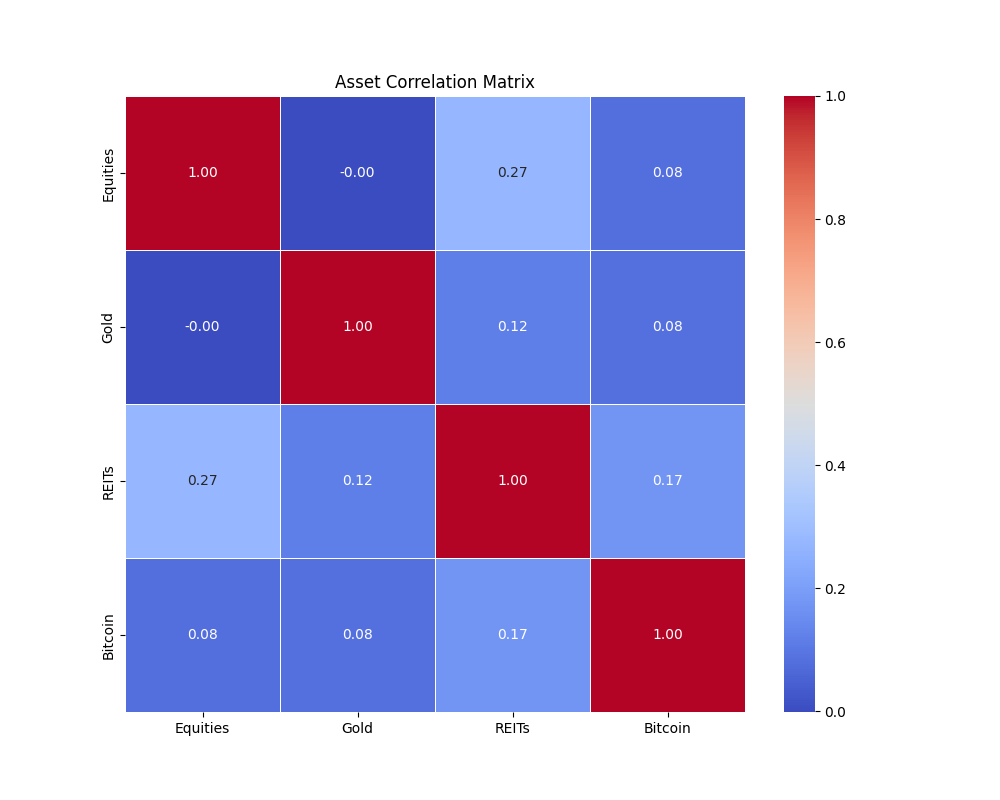 Asset Correlation Matrix
Equities 1.00 -0.00 0.27 0.08
Gold -0.00 1.00 0.12 0.08
REITs 0.27 0.12 1.00 0.17
Bitcoin 0.08 0.08 0.17 1.00
Equities Gold REITs Bitcoin
1.0
0.8
0.6
0.4
0.2
0.0